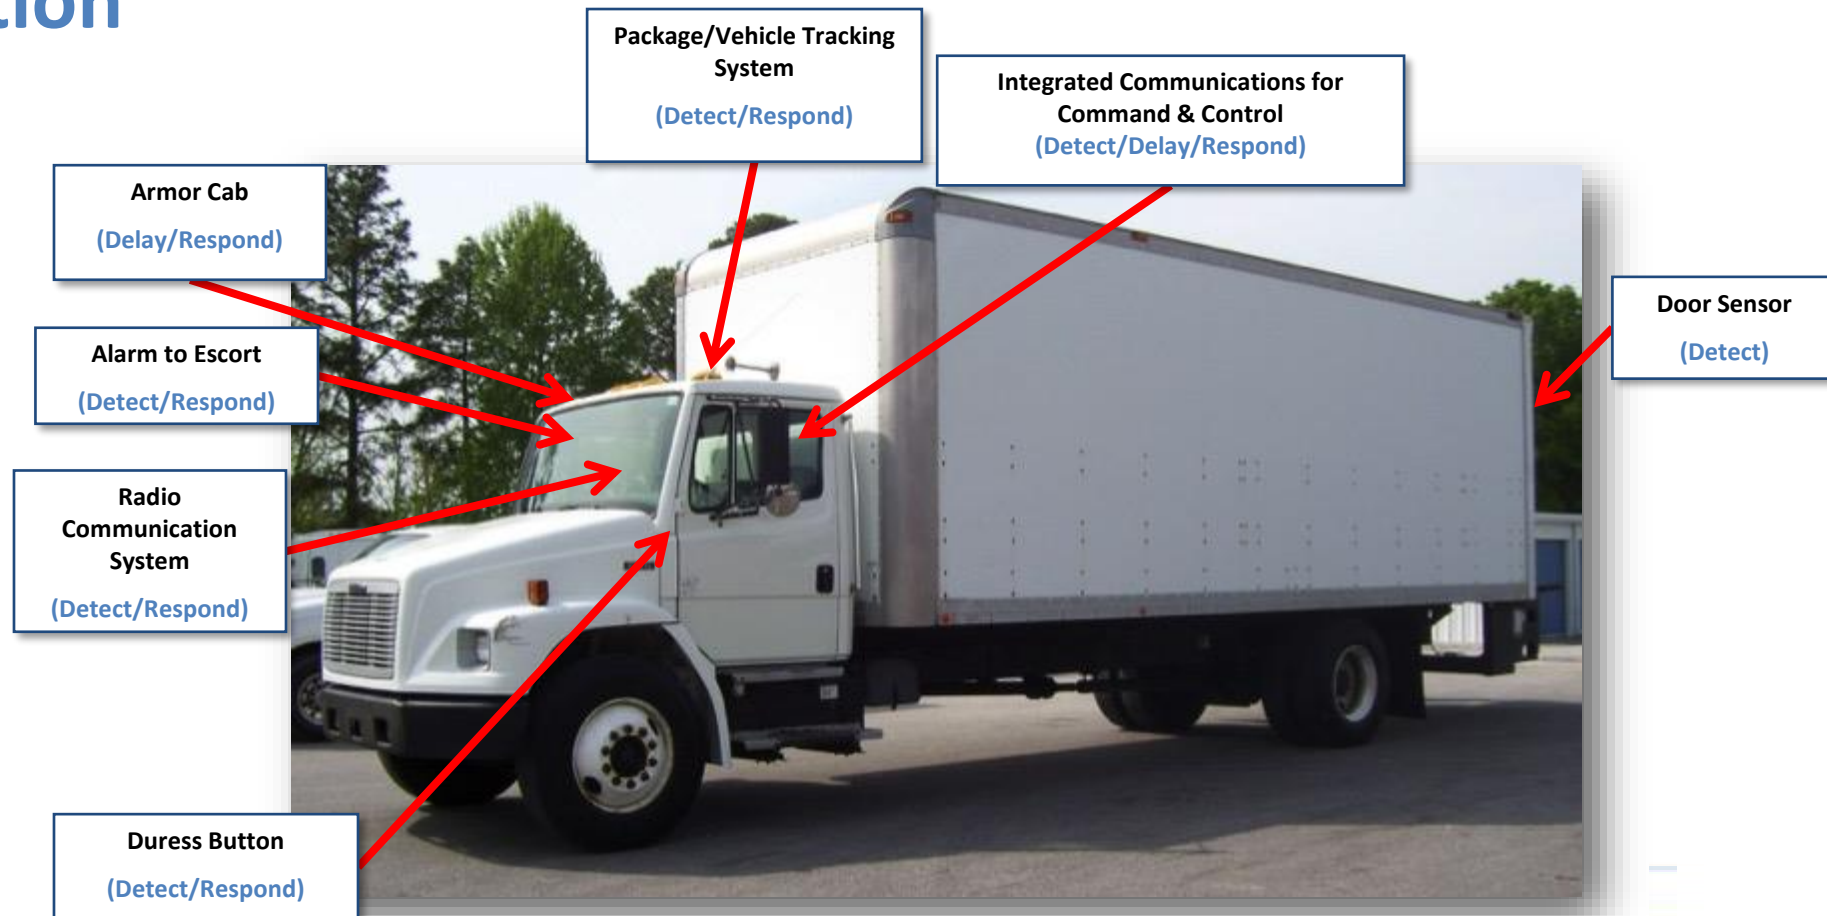 tion
Package/Vehicle Tracking
System
(Detect/Respond)
Integrated Communications for
Command & Control
(Detect/Delay/Respond)
Armor Cab
(Delay/Respond)
Alarm to Escort
(Detect/Respond)
Radio
Communication
System
(Detect/Respond)
Duress Button
(Detect/Respond)
Door Sensor
(Detect)